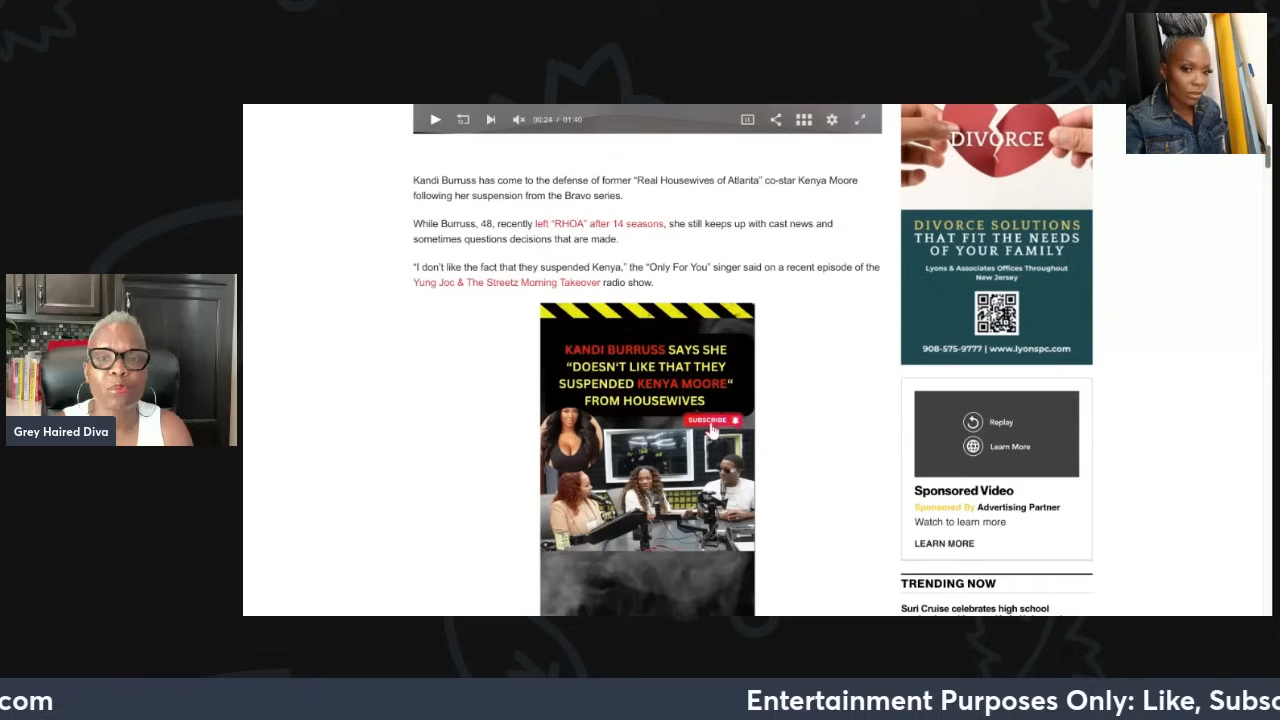 00:24 / 01:40
Kandi Burruss has come to the defense of former “Real Housewives of Atlanta” co-star Kenya Moore
following her suspension from the Bravo series.
While Burruss, 48, recently left “RHOA” after 14 seasons, she still keeps up with cast news and
sometimes questions decisions that are made.
“I don’t like the fact that they suspended Kenya,” the “Only For You” singer said on a recent episode of the
Yung Joc & The Streetz Morning Takeover radio show.
KANDI BURRUSS SAYS SHE
“DOESN'T LIKE THAT THEY
SUSPENDED KENYA MOORE“
FROM HOUSEWIVES
SUBSCRIBE
DIVORCE
DIVORCE SOLUTIONS
THAT FIT THE NEEDS
OF YOUR FAMILY
Lyons & Associates Offices Throughout
New Jersey
908-575-9777 | www.lyonspc.com
Replay
Learn More
Sponsored Video
Sponsored By Advertising Partner
Watch to learn more
LEARN MORE
TRENDING NOW
Suri Cruise celebrates high school
Grey Haired Diva
.com
Entertainment Purposes Only: Like, Subsc